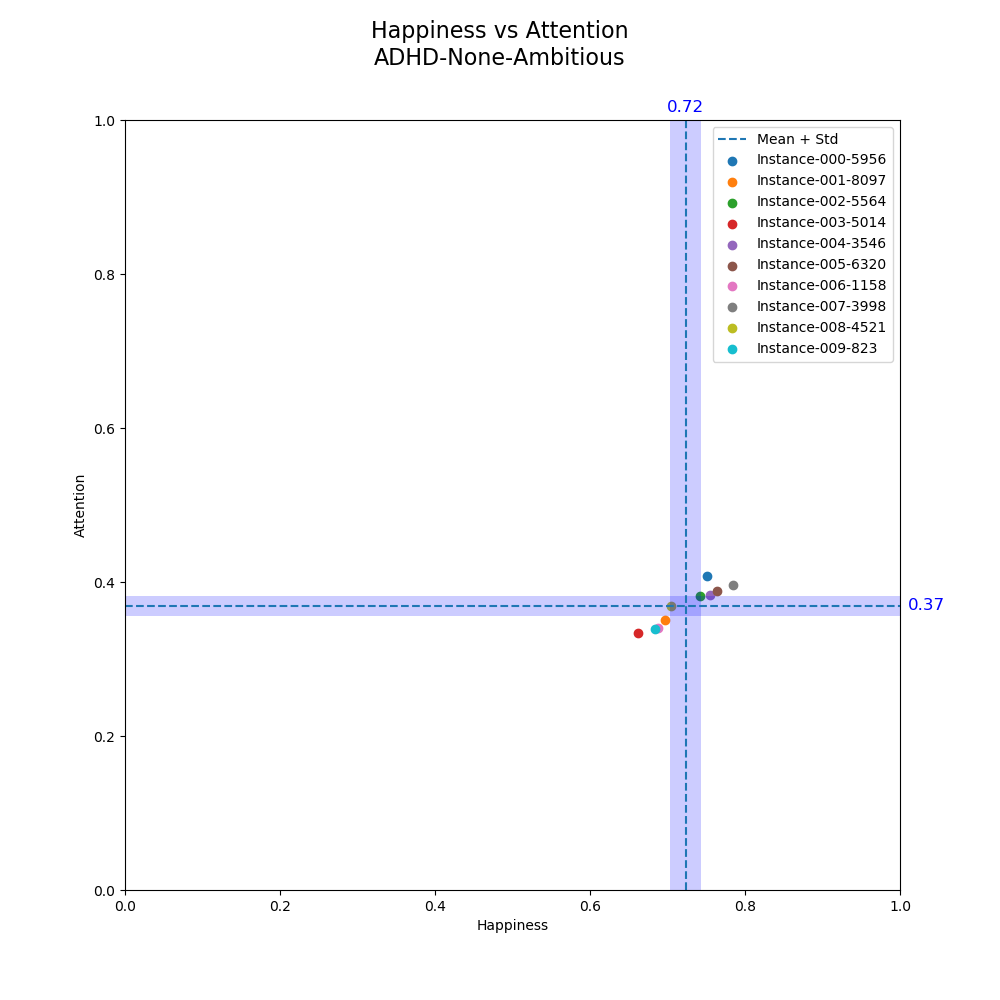 Happiness vs Attention
ADHD-None-Ambitious
0.72
1.0
Mean + Std
Instance-000-5956
Instance-001-8097
Instance-002-5564
Instance-003-5014
Instance-004-3546
Instance-005-6320
Instance-006-1158
Instance-007-3998
Instance-008-4521
Instance-009-823
0.8
0.6
Attention
0.4
0.37
0.2
0.0
0.0 0.2 0.4 0.6 0.8 1.0
Happiness